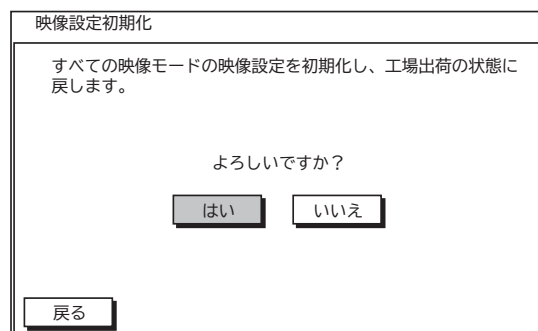 映像設定初期化
すべての映像モードの映像設定を初期化し、工場出荷の状態に
戻します。
よろしいですか？
はい いいえ
戻る